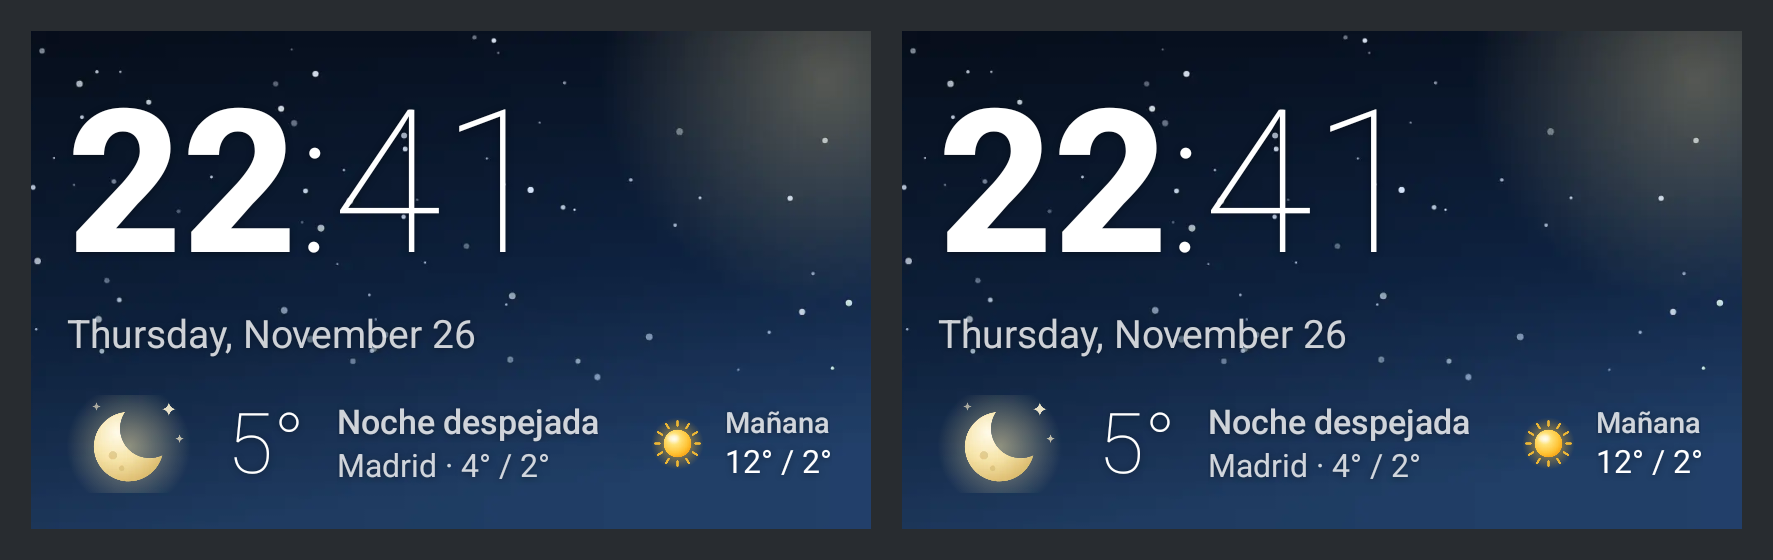 22:41
Thursday, November 26
5°
Noche despejada
Madrid · 4° / 2°
Mañana
12° / 2°
22:41
Thursday, November 26
5°
Noche despejada
Madrid · 4° / 2°
Mañana
12° / 2°